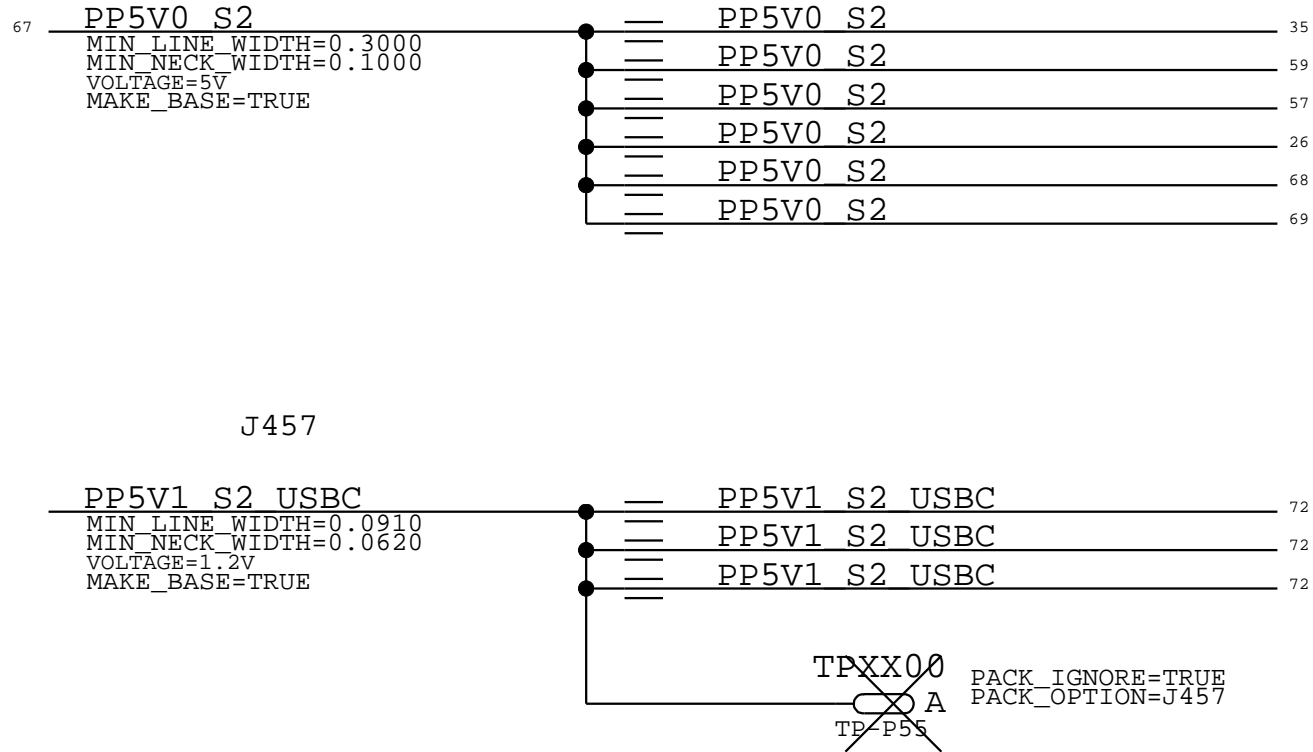 67 PP5V0_S2 PP5V0_S2 35
MIN_LINE_WIDTH=0.3000
MIN_NECK_WIDTH=0.1000
VOLTAGE=5V
MAKE_BASE=TRUE
PP5V0_S2 59
PP5V0_S2 57
PP5V0_S2 26
PP5V0_S2 68
PP5V0_S2 69
J457
PP5V1_S2_USBC PP5V1_S2_USBC 72
MIN_LINE_WIDTH=0.0910
MIN_NECK_WIDTH=0.0620
VOLTAGE=1.2V
MAKE_BASE=TRUE
PP5V1_S2_USBC 72
PP5V1_S2_USBC 72
TPXX00
A
TP-P55
PACK_IGNORE=TRUE
PACK_OPTION=J457